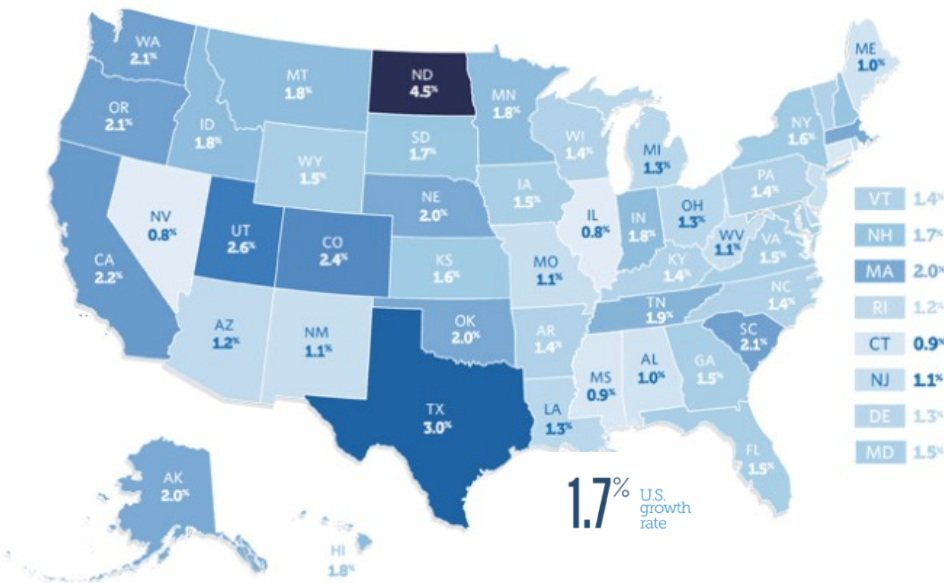 WA
2.1%
OR
2.1%
CA
2.2%
ID
1.8%
NV
0.8%
MT
1.8%
WY
1.5%
UT
2.6%
CO
2.4%
AZ
1.2%
NM
1.1%
ND
4.5%
SD
1.7%
NE
2.0%
KS
1.6%
OK
2.0%
TX
3.0%
MN
1.8%
IA
1.5%
MO
1.1%
AR
1.4%
LA
1.3%
WI
1.4%
IL
0.8%
MI
1.3%
IN
1.8%
OH
1.3%
KY
1.4%
TN
1.9%
MS
0.9%
AL
1.0%
GA
1.5%
FL
1.5%
SC
2.1%
NC
1.4%
VA
1.5%
WV
1.1%
PA
1.4%
NY
1.6%
ME
1.0%
VT 1.4%
NH 1.7%
MA 2.0%
RI 1.2%
CT 0.9%
NJ 1.1%
DE 1.3%
MD 1.5%
AK
2.0%
HI
1.8%
1.7% U.S.
growth
rate